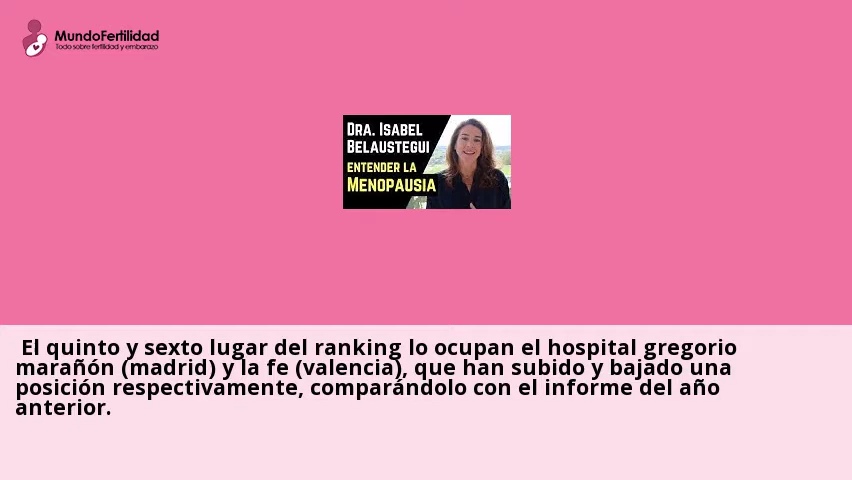 MundoFertilidad
Todo sobre fertilidad y embarazo
DRA. ISABEL
BELAUSTEGUI
ENTENDER LA
MENOPAUSIA
El quinto y sexto lugar del ranking lo ocupan el hospital gregorio
marañón (madrid) y la fe (valencia), que han subido y bajado una
posición respectivamente, comparándolo con el informe del año
anterior.